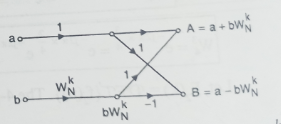 1
a
A = a + bW_N^k
1
1
W_N^k
b
-1
B = a - bW_N^k
bW_N^k